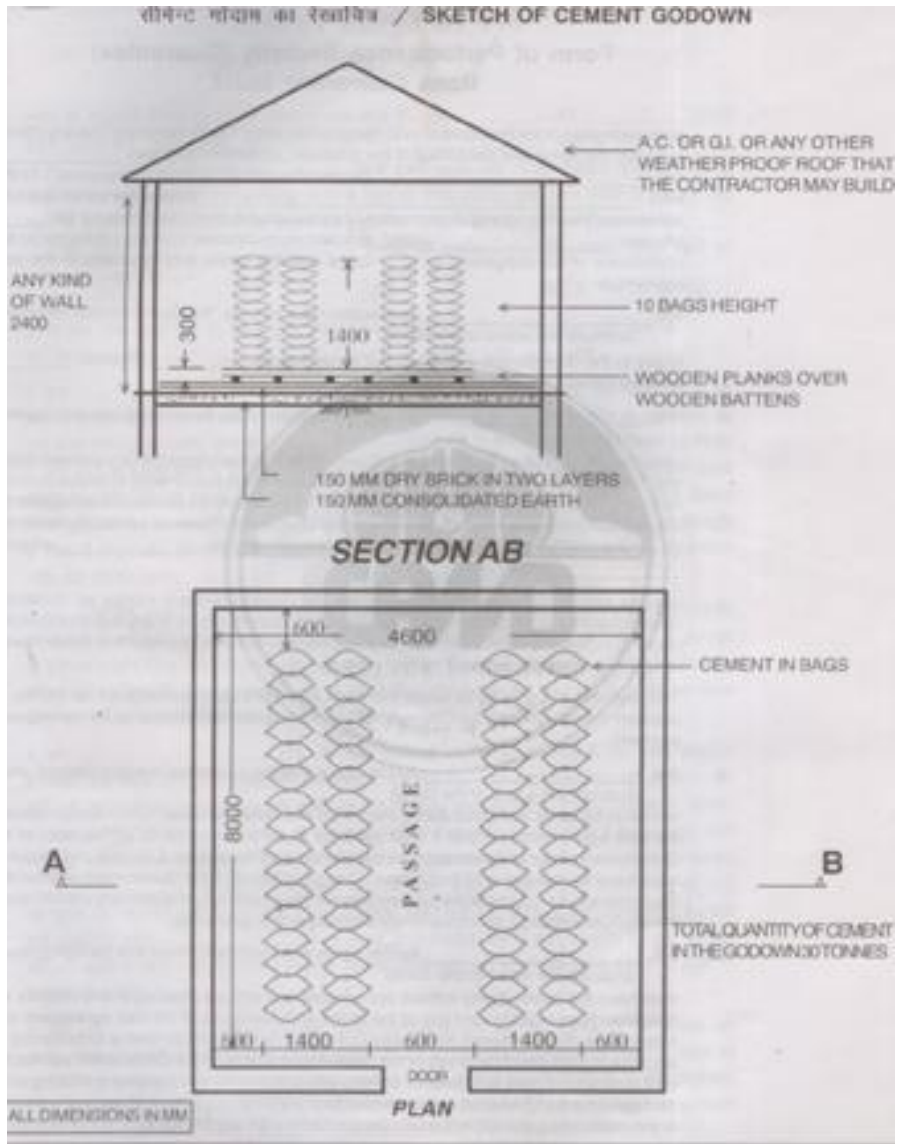 सीमेन्ट गोदाम का रेखाचित्र / SKETCH OF CEMENT GODOWN
A.C. OR G.I. OR ANY OTHER
WEATHER PROOF ROOF THAT
THE CONTRACTOR MAY BUILD
ANY KIND
OF WALL
2400
300
1400
10 BAGS HEIGHT
WOODEN PLANKS OVER
WOODEN BATTENS
150 MM DRY BRICK IN TWO LAYERS
150 MM CONSOLIDATED EARTH
SECTION AB
600
4600
CEMENT IN BAGS
8000
PASSAGE
A
B
TOTAL QUANTITY OF CEMENT
IN THE GODOWN 30 TONNES
600 1400 600 1400 600
DOOR
PLAN
ALL DIMENSIONS IN MM